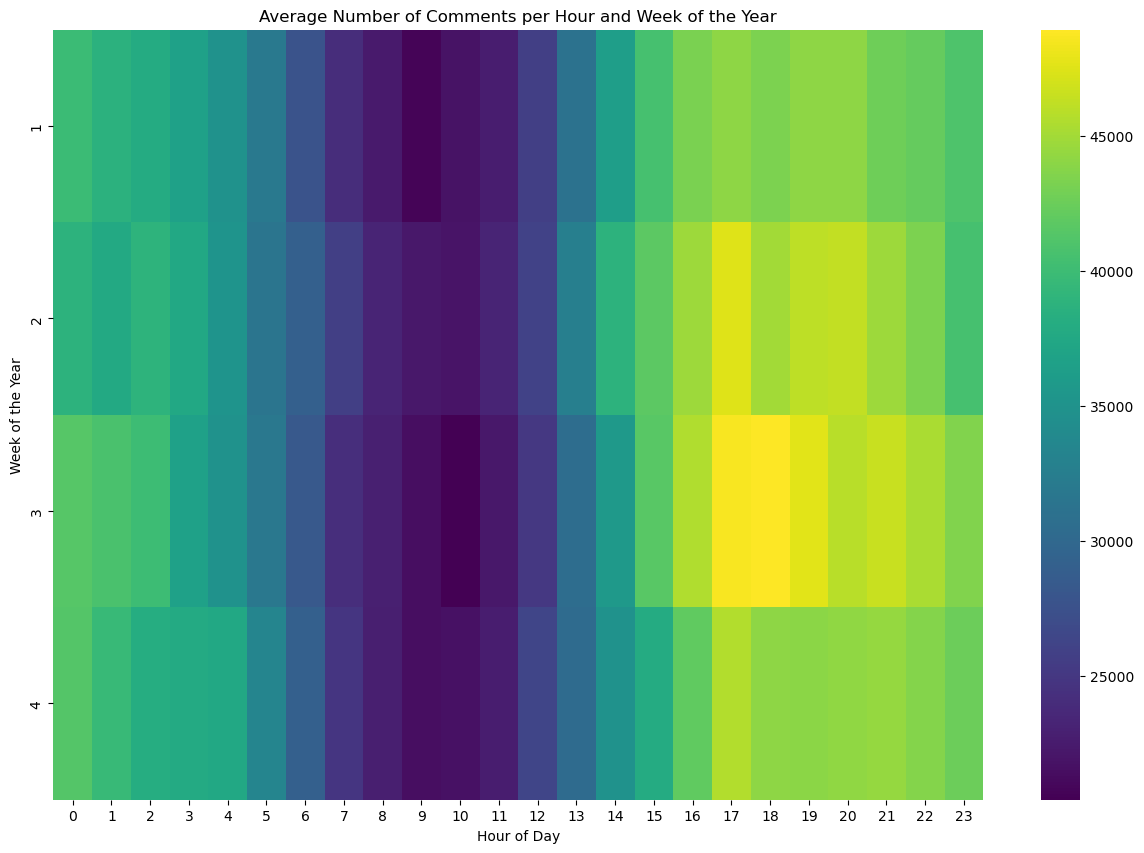 Average Number of Comments per Hour and Week of the Year
Week of the Year
1
2
3
4
0 1 2 3 4 5 6 7 8 9 10 11 12 13 14 15 16 17 18 19 20 21 22 23
Hour of Day
45000
40000
35000
30000
25000